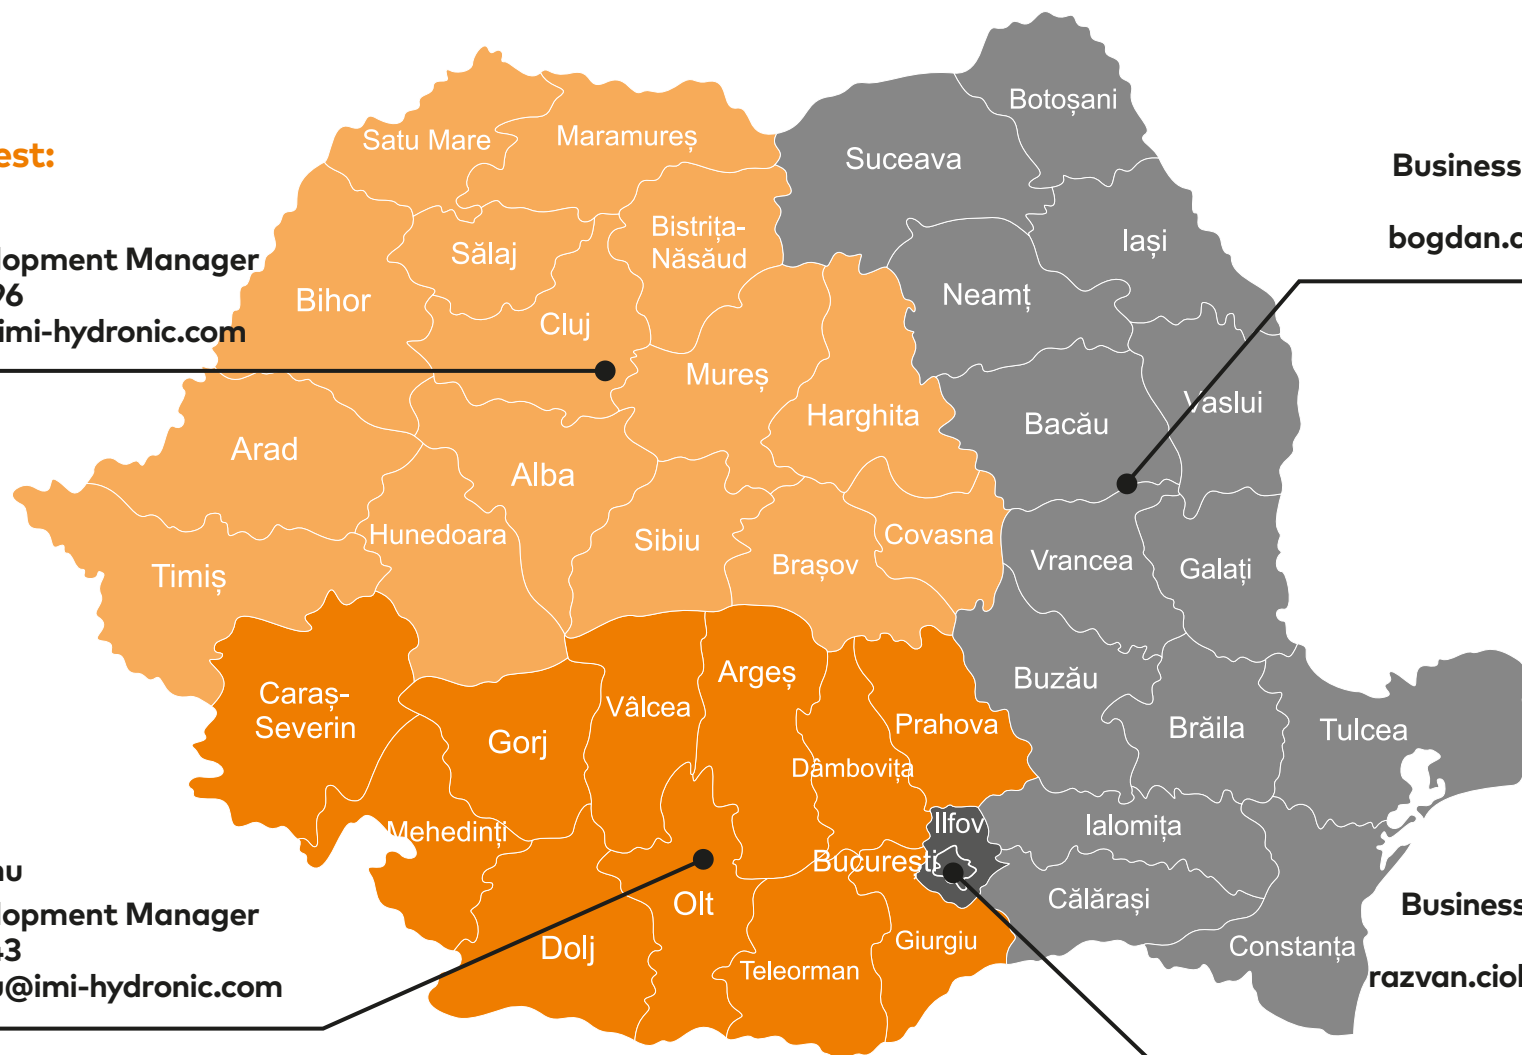 est:
lopment Manager
96
imi-hydronic.com
Business
bogdan.c
Satu Mare
Maramureș
Botoșani
Suceava
Sălaj
Bistrița-
Năsăud
Iași
Bihor
Cluj
Neamț
Mureș
Harghita
Bacău
Vaslui
Arad
Alba
Hunedoara
Sibiu
Brașov
Covasna
Timiș
Vrancea
Galați
Caraș-
Severin
Gorj
Vâlcea
Argeș
Dâmbovița
Prahova
Buzău
Brăila
Tulcea
Mehedinți
Ilfov
București
Ialomița
Călărași
Constanța
Dolj
Olt
Teleorman
Giurgiu
nu
lopment Manager
43
u@imi-hydronic.com
Business
razvan.ciol